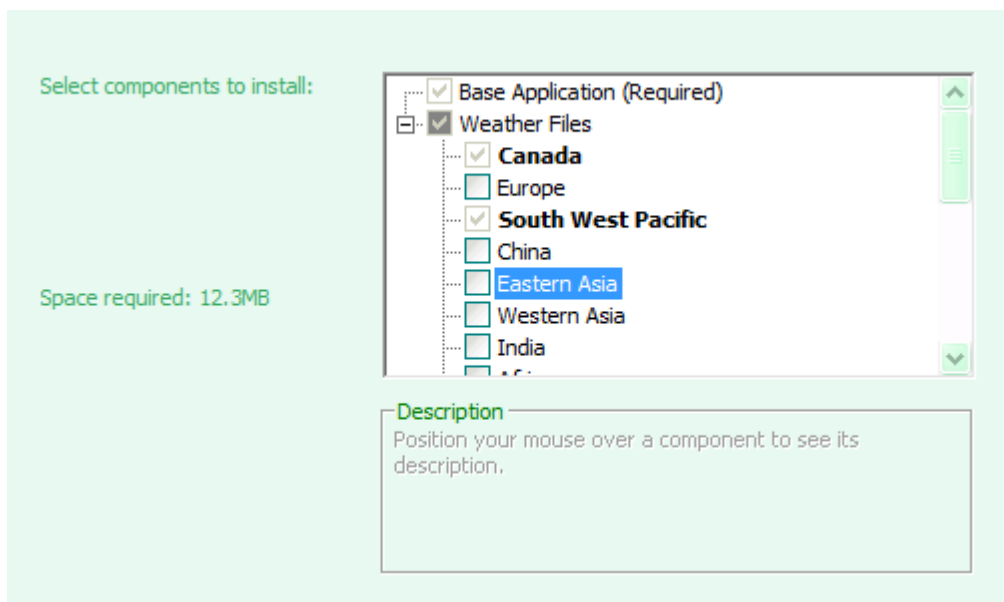 Select components to install:
Base Application (Required)
Weather Files
Canada
Europe
South West Pacific
China
Eastern Asia
Western Asia
India
Space required: 12.3MB
Description
Position your mouse over a component to see its
description.